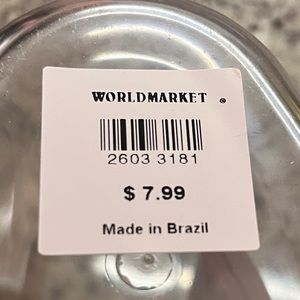 WORLDMARKET ®
2603 3181
$ 7.99
Made in Brazil